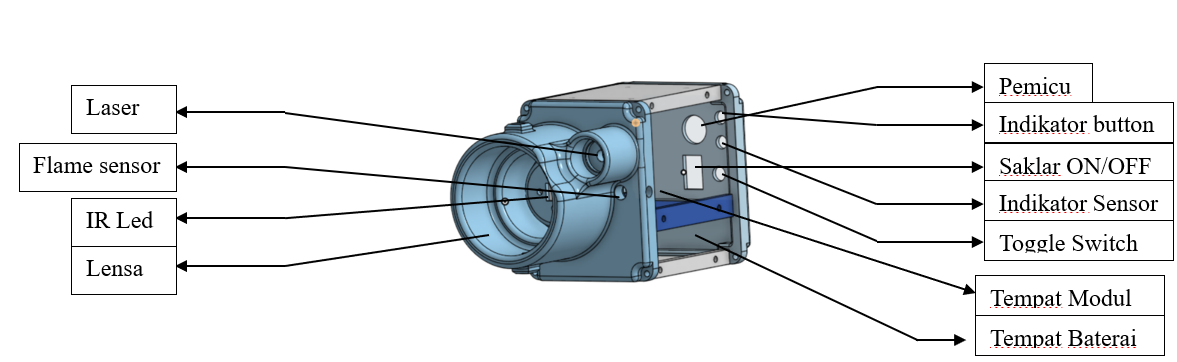 Laser
Flame sensor
IR Led
Lensa
Pemicu
Indikator button
Saklar ON/OFF
Indikator Sensor
Toggle Switch
Tempat Modul
Tempat Baterai